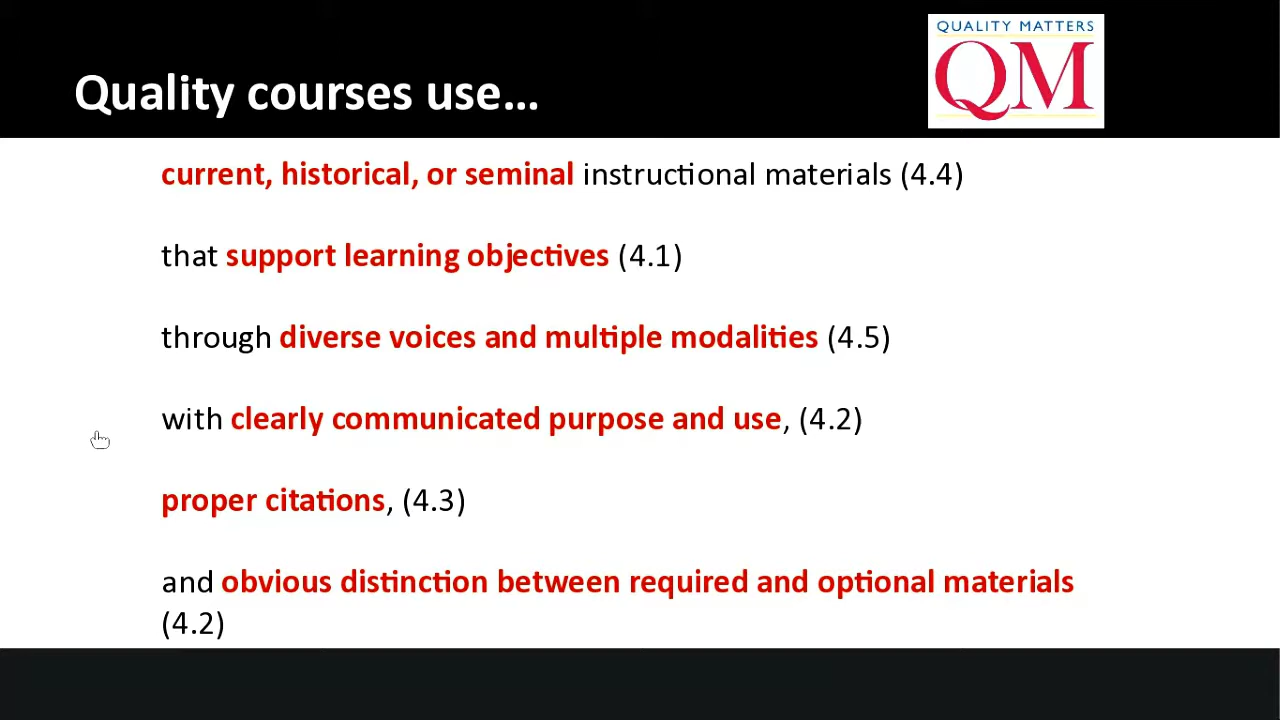 QUALITY MATTERS
QM
Quality courses use...
current, historical, or seminal instructional materials (4.4)
that support learning objectives (4.1)
through diverse voices and multiple modalities (4.5)
with clearly communicated purpose and use, (4.2)
proper citations, (4.3)
and obvious distinction between required and optional materials
(4.2)